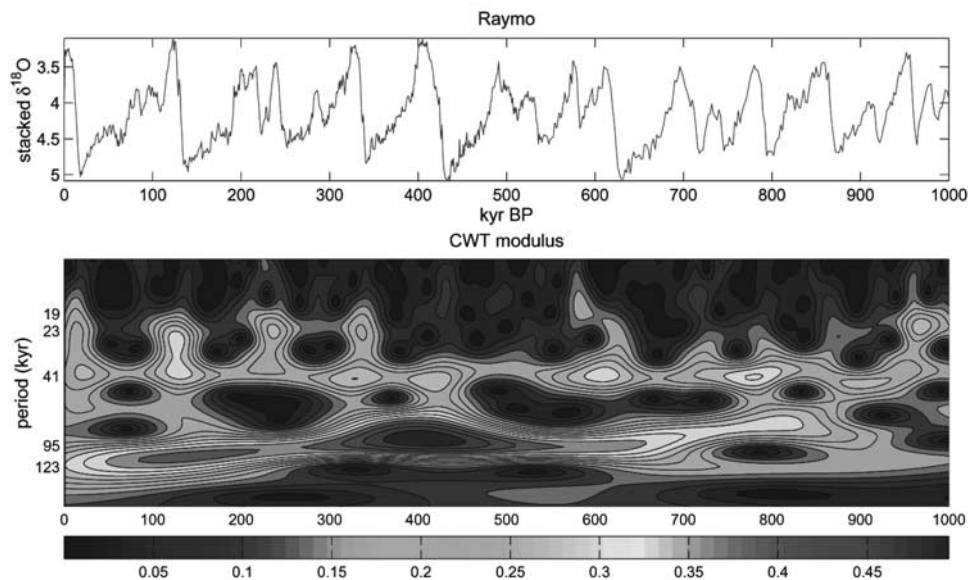 Raymo
3.5
4
4.5
5
stacked δ18O
0 100 200 300 400 500 600 700 800 900 1000
kyr BP
CWT modulus
19
23
41
95
123
period (kyr)
0 100 200 300 400 500 600 700 800 900 1000
0.05 0.1 0.15 0.2 0.25 0.3 0.35 0.4 0.45